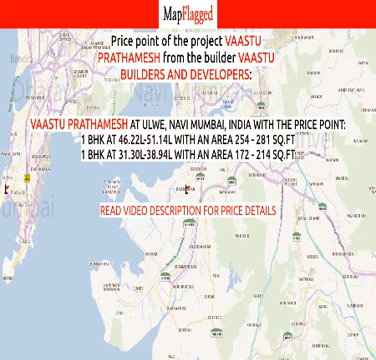 MapFlagged
Price point of the project VAASTU
PRATHAMESH from the builder VAASTU
BUILDERS AND DEVELOPERS:
VAASTU PRATHAMESH AT ULWE, NAVI MUMBAI, INDIA WITH THE PRICE POINT:
1 BHK AT 46.22L-51.14L WITH AN AREA 254 - 281 SQ.FT
1 BHK AT 31.30L-38.94L WITH AN AREA 172 - 214 SQ.FT
READ VIDEO DESCRIPTION FOR PRICE DETAILS